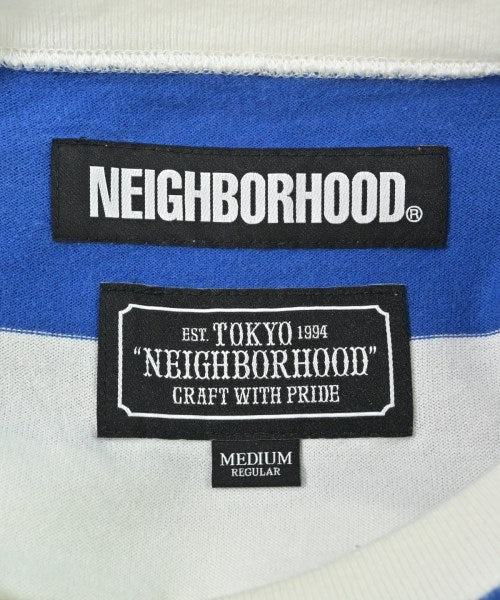 NEIGHBORHOOD®
EST. TOKYO 1994
"NEIGHBORHOOD"
CRAFT WITH PRIDE
MEDIUM
REGULAR